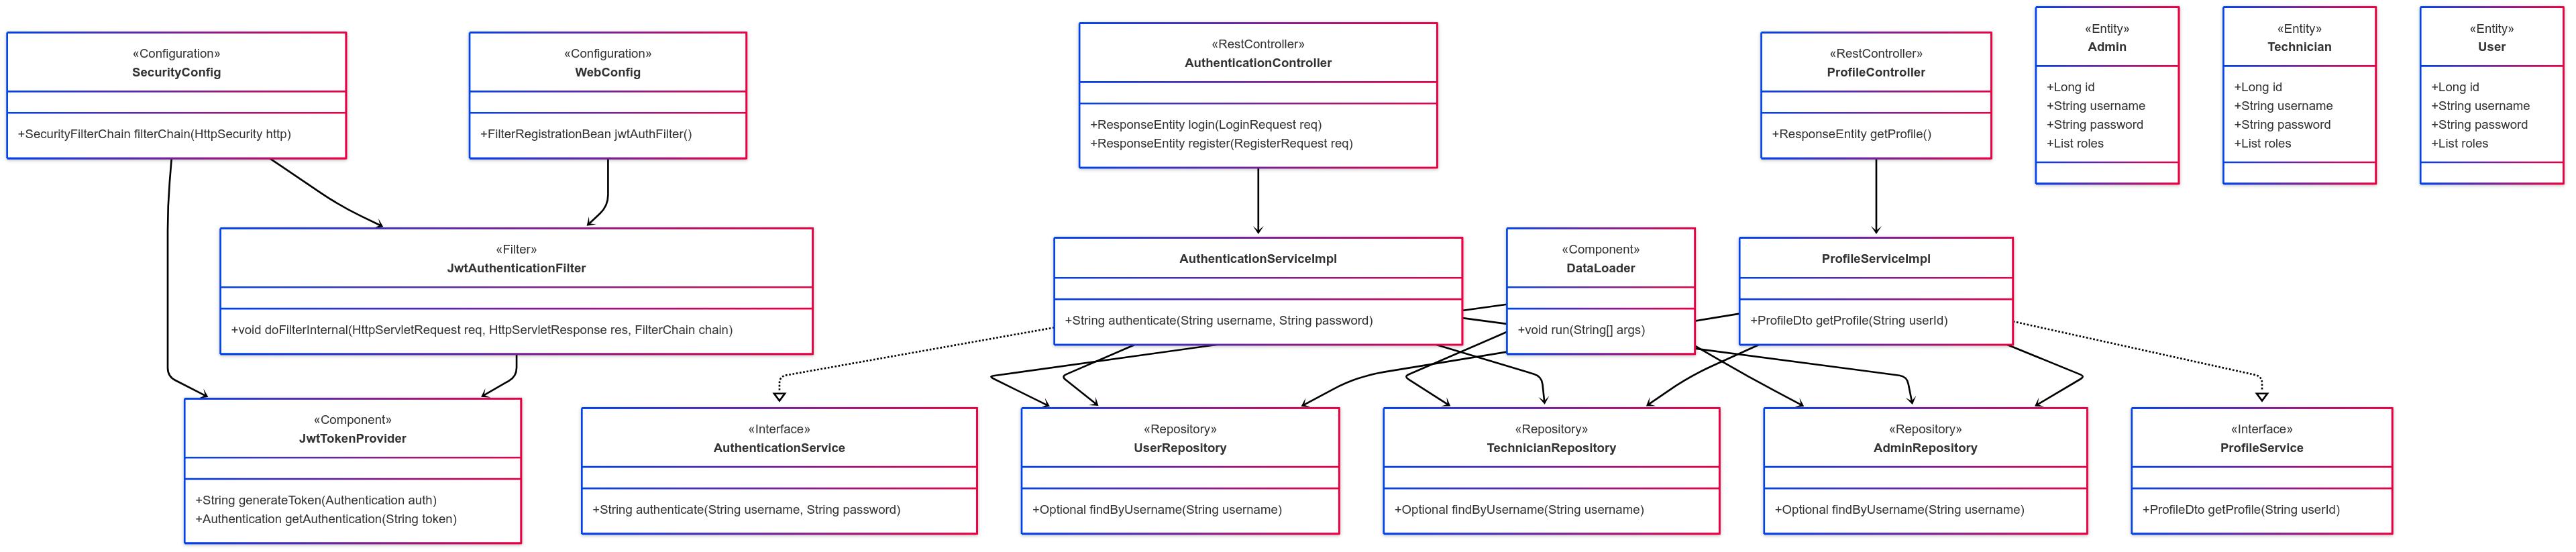 «Configuration»
SecurityConfig
+SecurityFilterChain filterChain(HttpSecurity http)
«Configuration»
WebConfig
+FilterRegistrationBean jwtAuthFilter()
«RestController»
AuthenticationController
+ResponseEntity login(LoginRequest req)
+ResponseEntity register(RegisterRequest req)
«RestController»
ProfileController
+ResponseEntity getProfile()
«Entity»
Admin
+Long id
+String username
+String password
+List roles
«Entity»
Technician
+Long id
+String username
+String password
+List roles
«Entity»
User
+Long id
+String username
+String password
+List roles
«Filter»
JwtAuthenticationFilter
+void doFilterInternal(HttpServletRequest req, HttpServletResponse res, FilterChain chain)
AuthenticationServiceImpl
+String authenticate(String username, String password)
«Component»
DataLoader
+void run(String[] args)
ProfileServiceImpl
+ProfileDto getProfile(String userId)
«Component»
JwtTokenProvider
+String generateToken(Authentication auth)
+Authentication getAuthentication(String token)
«Interface»
AuthenticationService
+String authenticate(String username, String password)
«Repository»
UserRepository
+Optional findByUsername(String username)
«Repository»
TechnicianRepository
+Optional findByUsername(String username)
«Repository»
AdminRepository
+Optional findByUsername(String username)
«Interface»
ProfileService
+ProfileDto getProfile(String userId)